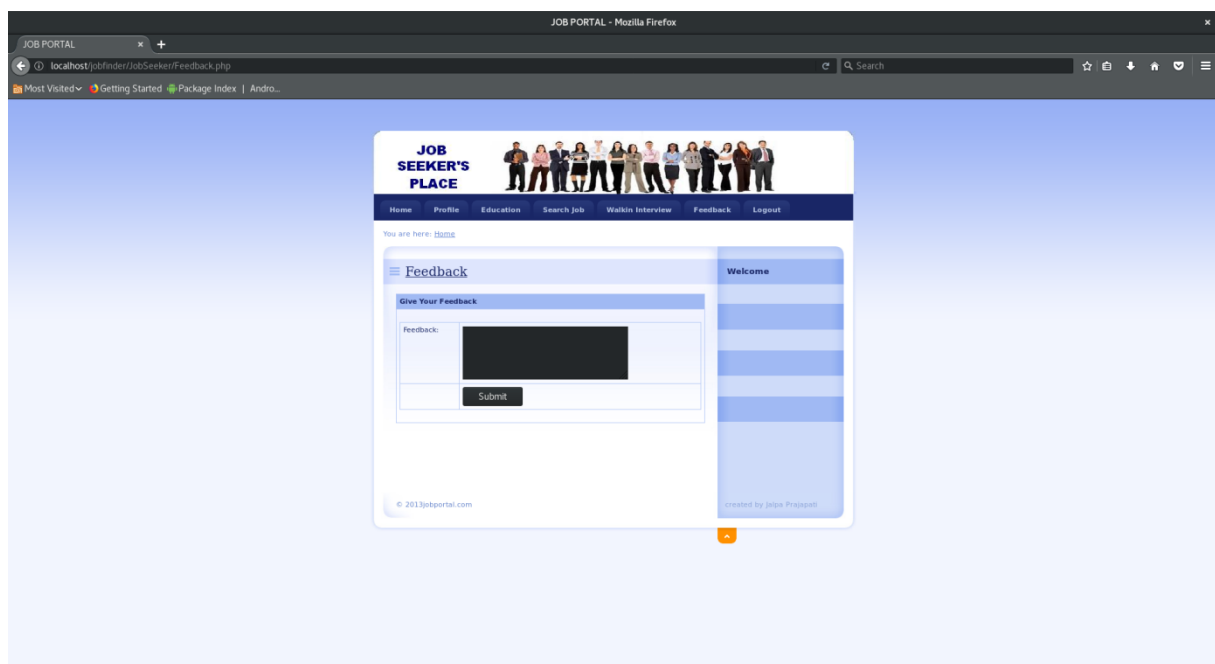 JOB PORTAL - Mozilla Firefox
JOB PORTAL
localhost/jobfinder/JobSeeker/Feedback.php
Search
Most Visited Getting Started Package Index | Andro...
JOB
SEEKER'S
PLACE
Home Profile Education Search Job Walkin Interview Feedback Logout
You are here: Home
Feedback
Welcome
Give Your Feedback
Feedback:
Submit
© 2013jobportal.com
created by Jalpa Prajapati